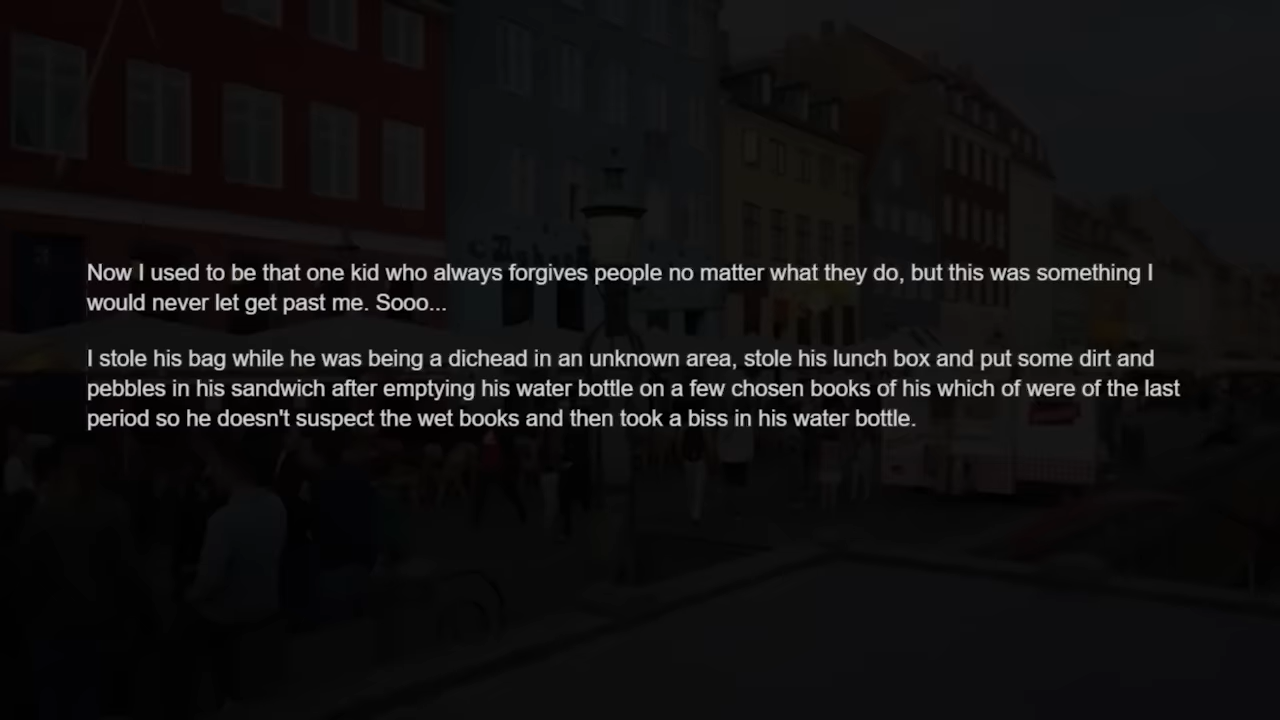 Now I used to be that one kid who always forgives people no matter what they do, but this was something I
would never let get past me. Sooo...
I stole his bag while he was being a dichead in an unknown area, stole his lunch box and put some dirt and
pebbles in his sandwich after emptying his water bottle on a few chosen books of his which of were of the last
period so he doesn't suspect the wet books and then took a biss in his water bottle.